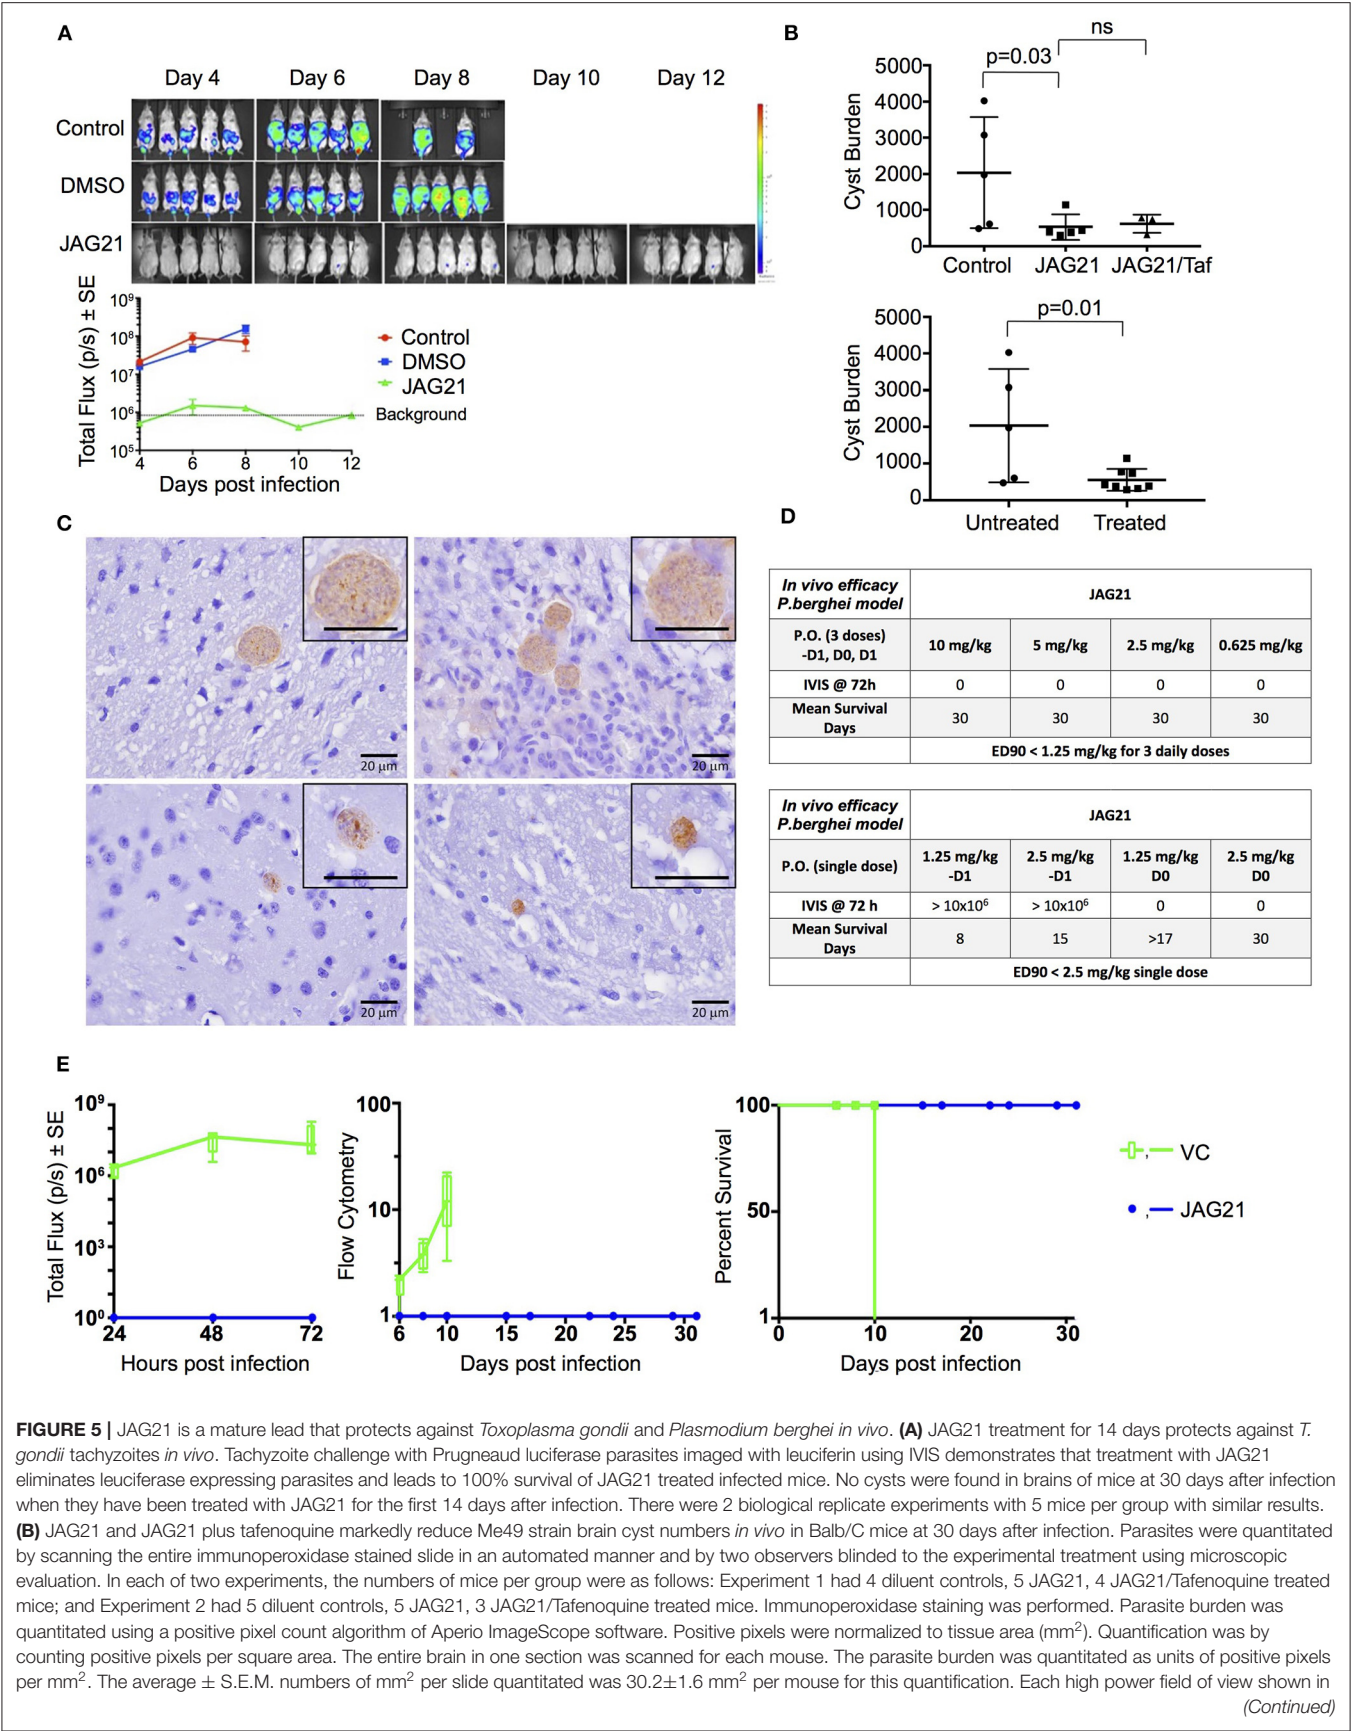 A
Day 4 Day 6 Day 8 Day 10 Day 12
Control
DMSO
JAG21
Total Flux (p/s) ± SE
10⁹
10⁸
10⁷
10⁶
10⁵
4 6 8 10 12
Days post infection
Control
DMSO
JAG21
Background
B
ns
p=0.03
Cyst Burden
5000
4000
3000
2000
1000
0
Control JAG21 JAG21/Taf
p=0.01
Cyst Burden
5000
4000
3000
2000
1000
0
Untreated Treated
C
20 µm
20 µm
20 µm
20 µm
D
In vivo efficacy P.berghei model JAG21
P.O. (3 doses) -D1, D0, D1 10 mg/kg 5 mg/kg 2.5 mg/kg 0.625 mg/kg
IVIS @ 72h 0 0 0 0
Mean Survival Days 30 30 30 30
ED90 < 1.25 mg/kg for 3 daily doses
In vivo efficacy P.berghei model JAG21
P.O. (single dose) 1.25 mg/kg -D1 2.5 mg/kg -D1 1.25 mg/kg D0 2.5 mg/kg D0
IVIS @ 72 h > 10x10⁶ > 10x10⁶ 0 0
Mean Survival Days 8 15 >17 30
ED90 < 2.5 mg/kg single dose
E
Total Flux (p/s) ± SE
10⁹
10⁶
10³
10⁰
24 48 72
Hours post infection
Flow Cytometry
100
10
1
6 10 15 20 25 30
Days post infection
Percent Survival
100
50
1
0 10 20 30
Days post infection
, VC
, JAG21
FIGURE 5 | JAG21 is a mature lead that protects against Toxoplasma gondii and Plasmodium berghei in vivo. (A) JAG21 treatment for 14 days protects against T.
gondii tachyzoites in vivo. Tachyzoite challenge with Prugneaud luciferase parasites imaged with leuciferin using IVIS demonstrates that treatment with JAG21
eliminates leuciferase expressing parasites and leads to 100% survival of JAG21 treated infected mice. No cysts were found in brains of mice at 30 days after infection
when they have been treated with JAG21 for the first 14 days after infection. There were 2 biological replicate experiments with 5 mice per group with similar results.
(B) JAG21 and JAG21 plus tafenoquine markedly reduce Me49 strain brain cyst numbers in vivo in Balb/C mice at 30 days after infection. Parasites were quantitated
by scanning the entire immunoperoxidase stained slide in an automated manner and by two observers blinded to the experimental treatment using microscopic
evaluation. In each of two experiments, the numbers of mice per group were as follows: Experiment 1 had 4 diluent controls, 5 JAG21, 4 JAG21/Tafenoquine treated
mice; and Experiment 2 had 5 diluent controls, 5 JAG21, 3 JAG21/Tafenoquine treated mice. Immunoperoxidase staining was performed. Parasite burden was
quantitated using a positive pixel count algorithm of Aperio ImageScope software. Positive pixels were normalized to tissue area (mm²). Quantification was by
counting positive pixels per square area. The entire brain in one section was scanned for each mouse. The parasite burden was quantitated as units of positive pixels
per mm². The average ± S.E.M. numbers of mm² per slide quantitated was 30.2±1.6 mm² per mouse for this quantification. Each high power field of view shown in
(Continued)